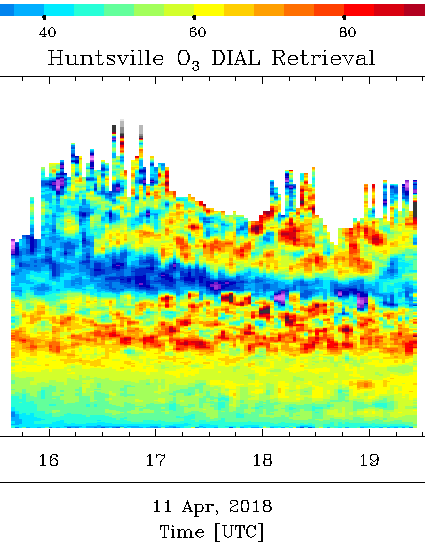 40 60 80
Huntsville O₃ DIAL Retrieval
16 17 18 19
11 Apr, 2018
Time [UTC]